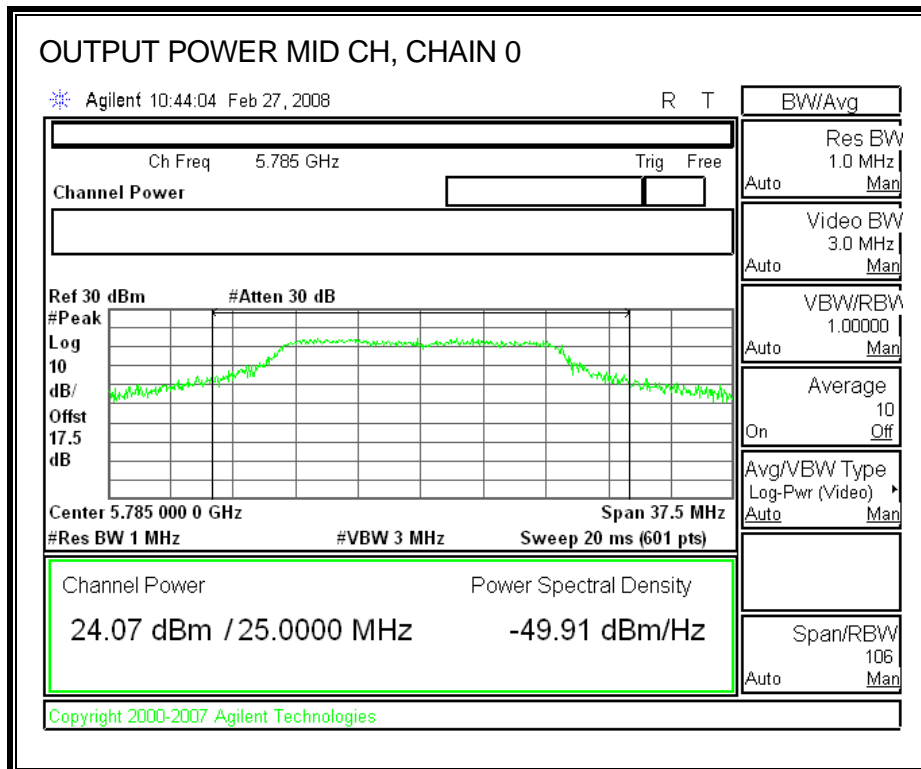 OUTPUT POWER MID CH, CHAIN 0
Agilent 10:44:04 Feb 27, 2008 R T
Ch Freq 5.785 GHz Trig Free
Channel Power
Ref 30 dBm #Atten 30 dB
#Peak
Log
10
dB/
Offst
17.5
dB
Center 5.785 000 0 GHz Span 37.5 MHz
#Res BW 1 MHz #VBW 3 MHz Sweep 20 ms (601 pts)
Channel Power Power Spectral Density
24.07 dBm / 25.0000 MHz -49.91 dBm/Hz
Copyright 2000-2007 Agilent Technologies
BW/Avg
Res BW
1.0 MHz
Auto Man
Video BW
3.0 MHz
Auto Man
VBW/RBW
1.00000
Auto Man
Average
10
On Off
Avg/VBW Type
Log-Pwr (Video)
Auto Man
Span/RBW
106
Auto Man